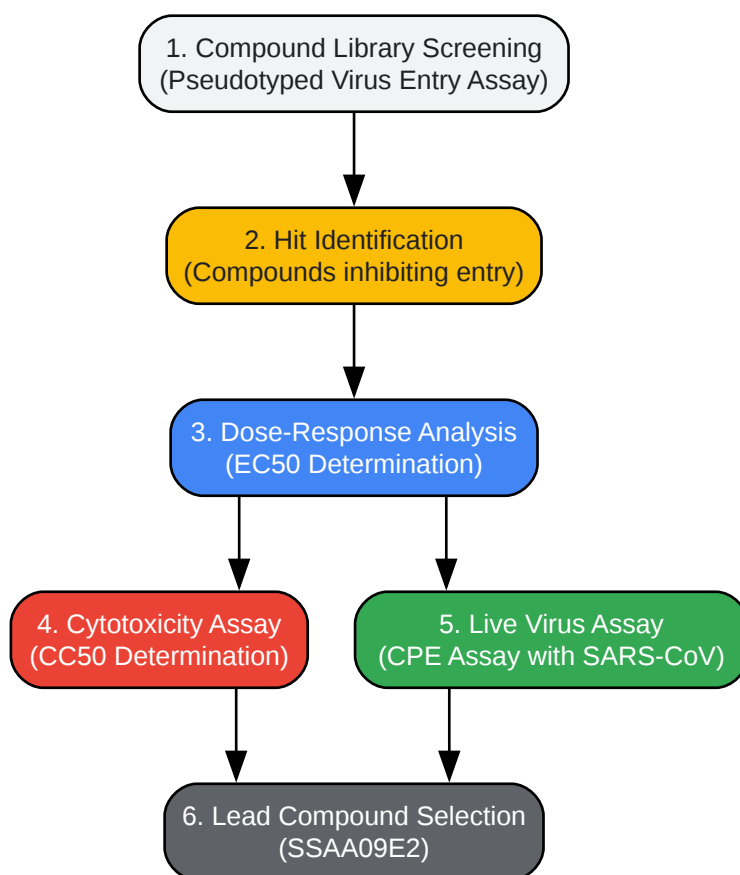 1. Compound Library Screening
(Pseudotyped Virus Entry Assay)
2. Hit Identification
(Compounds inhibiting entry)
3. Dose-Response Analysis
(EC50 Determination)
4. Cytotoxicity Assay
(CC50 Determination)
5. Live Virus Assay
(CPE Assay with SARS-CoV)
6. Lead Compound Selection
(SSAA09E2)